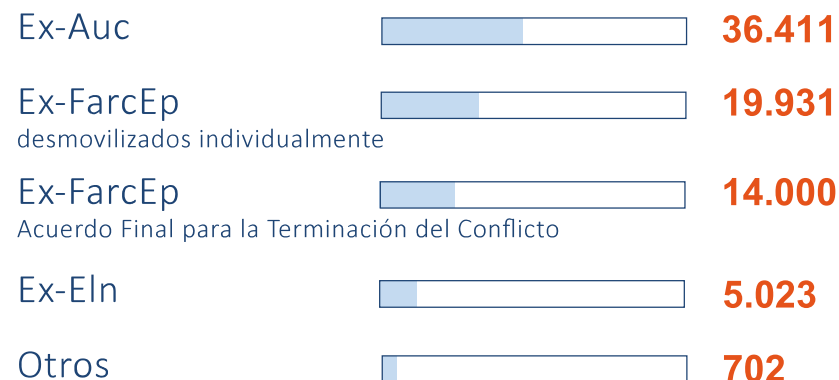 Ex-Auc 36.411
Ex-FarcEp 19.931
desmovilizados individualmente
Ex-FarcEp 14.000
Acuerdo Final para la Terminación del Conflicto
Ex-Eln 5.023
Otros 702